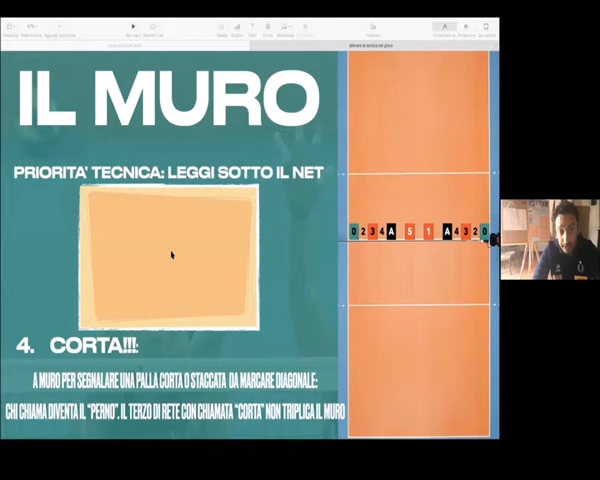 IL MURO
PRIORITA' TECNICA: LEGGI SOTTO IL NET
0 2 3 4 A 5 1 A 4 3 2 0
4. CORTA!!!:
A MURO PER SEGNALARE UNA PALLA CORTA O STACCATA DA MARCARE DIAGONALE:
CHI CHIAMA DIVENTA IL "PERNO". IL TERZO DI RETE CON CHIAMATA "CORTA" NON TRIPLICA IL MURO